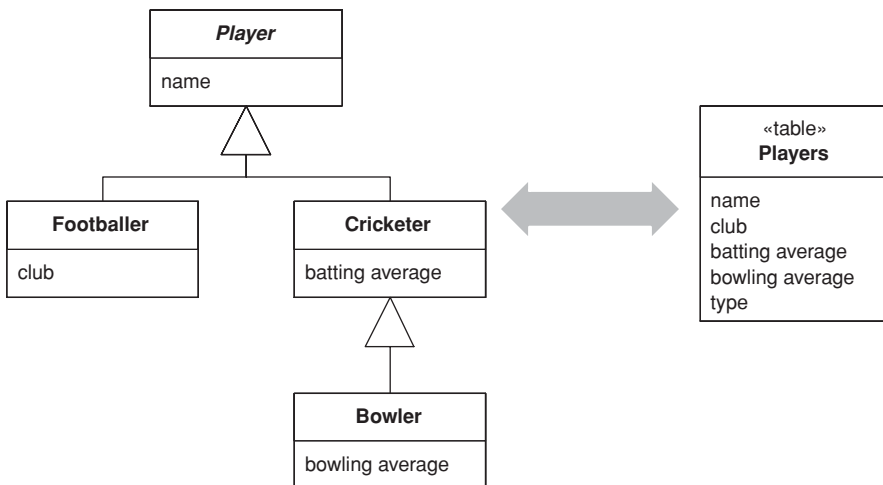 Player
name
Footballer
club
Cricketer
batting average
Bowler
bowling average
«table»
Players
name
club
batting average
bowling average
type